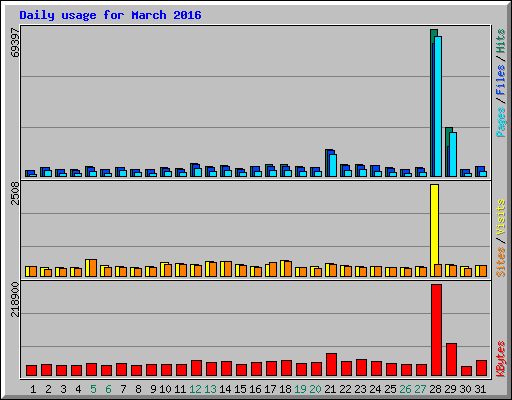 Daily usage for March 2016
69397
Pages / Files / Hits
2508
Sites / Visits
218900
KBytes
1 2 3 4 5 6 7 8 9 10 11 12 13 14 15 16 17 18 19 20 21 22 23 24 25 26 27 28 29 30 31